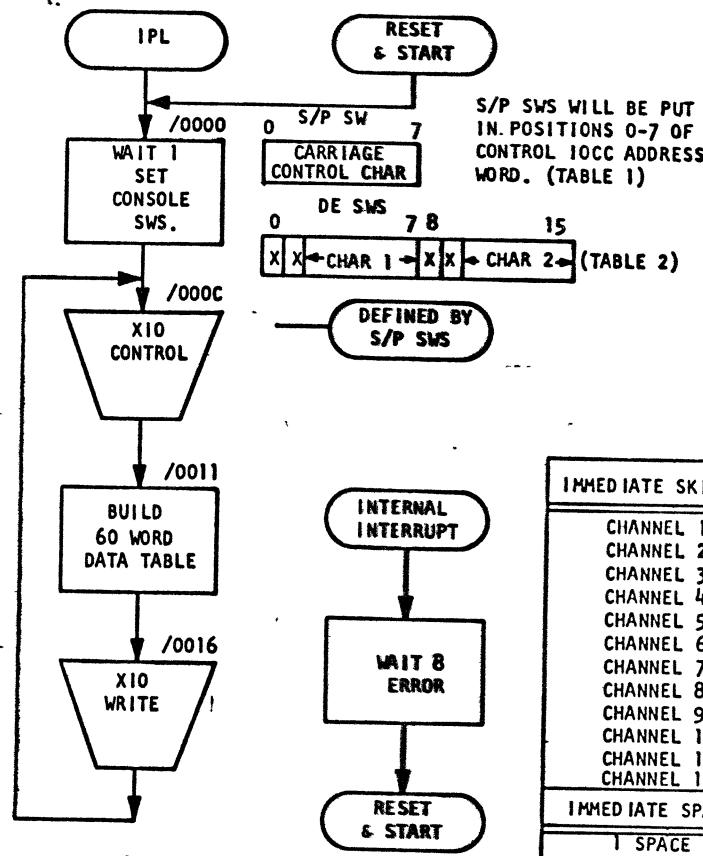 IPL
RESET
& START
/0000
WAIT 1
SET
CONSOLE
SWS.
S/P SW
0 7
CARRIAGE
CONTROL CHAR
S/P SWS WILL BE PUT
IN POSITIONS 0-7 OF
CONTROL IOCC ADDRESS
WORD. (TABLE 1)
DE SWS
0 7 8 15
X X CHAR 1 X X CHAR 2 (TABLE 2)
/000C
XIO
CONTROL
DEFINED BY
S/P SWS
/0011
BUILD
60 WORD
DATA TABLE
/0016
XIO
WRITE
INTERNAL
INTERRUPT
WAIT 8
ERROR
RESET
& START
IMMEDIATE SK
CHANNEL 1
CHANNEL 2
CHANNEL 3
CHANNEL 4
CHANNEL 5
CHANNEL 6
CHANNEL 7
CHANNEL 8
CHANNEL 9
CHANNEL 1
CHANNEL 1
CHANNEL 1
IMMEDIATE SPA
1 SPACE